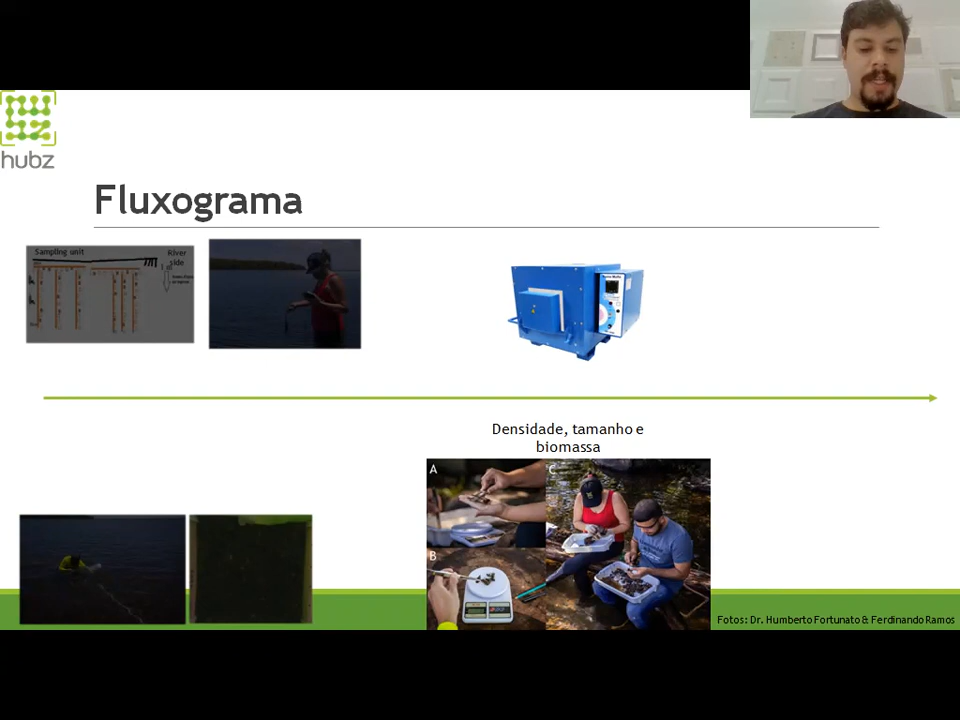 hubz
Fluxograma
Sampling unit
River
side
Densidade, tamanho e
biomassa
A
C
B
Fotos: Dr. Humberto Fortunato & Ferdinando Ramos